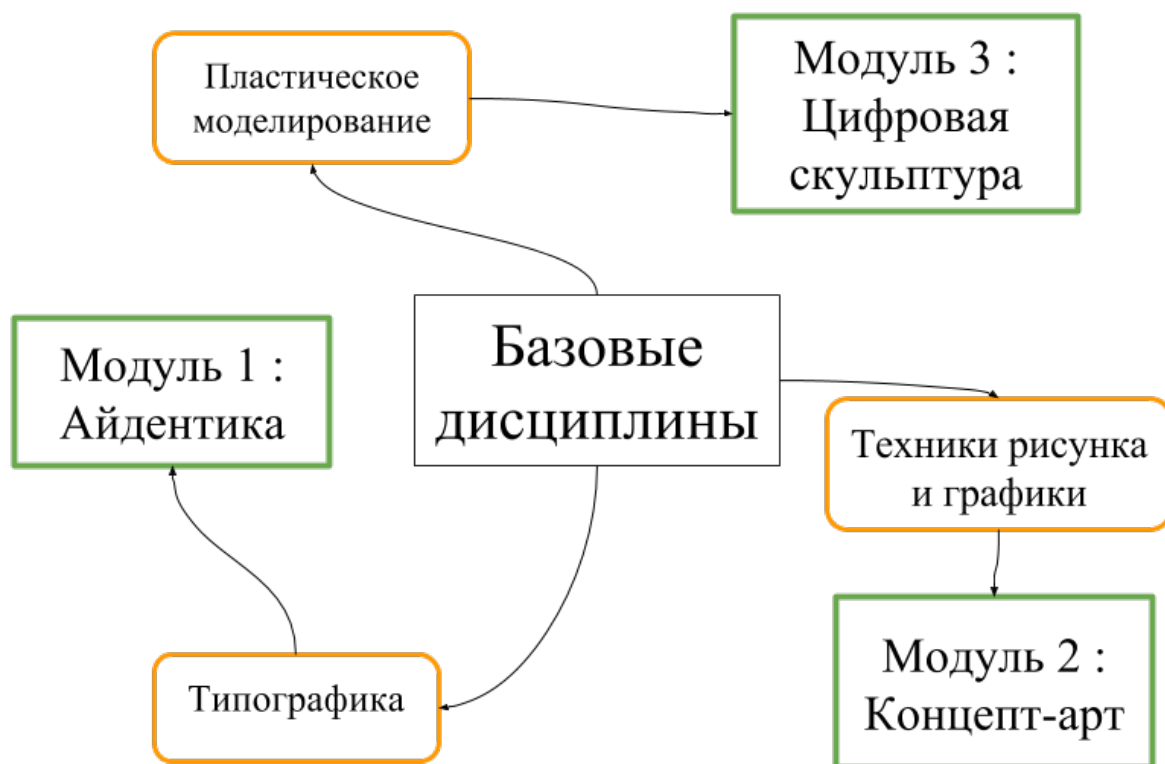 Пластическое
моделирование
Модуль 3 :
Цифровая
скульптура
Базовые
дисциплины
Модуль 1 :
Айдентика
Техники рисунка
и графики
Типографика
Модуль 2 :
Концепт-арт